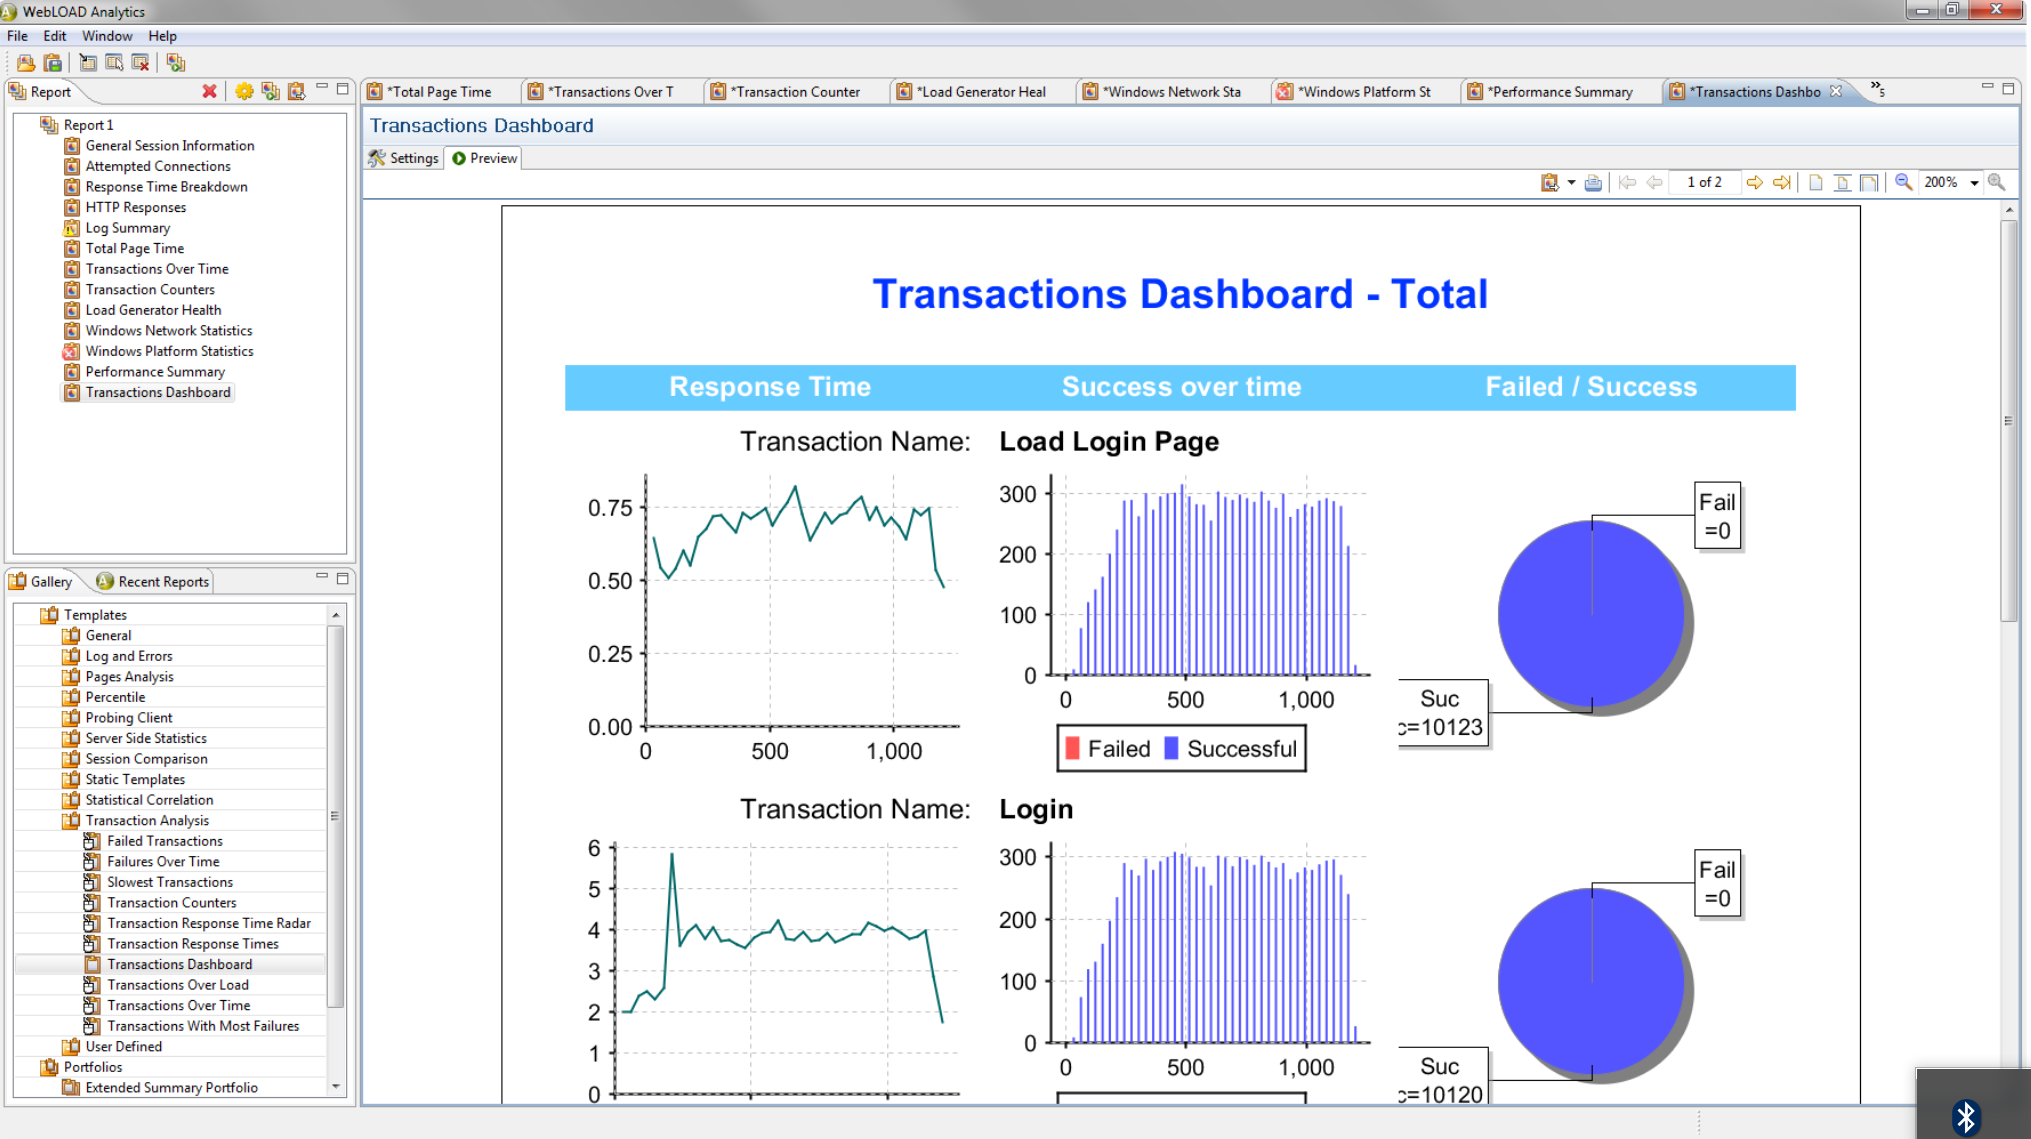 WebLOAD Analytics
File Edit Window Help
Report
Report 1
General Session Information
Attempted Connections
Response Time Breakdown
HTTP Responses
Log Summary
Total Page Time
Transactions Over Time
Transaction Counters
Load Generator Health
Windows Network Statistics
Windows Platform Statistics
Performance Summary
Transactions Dashboard
Gallery Recent Reports
Templates
General
Log and Errors
Pages Analysis
Percentile
Probing Client
Server Side Statistics
Session Comparison
Static Templates
Statistical Correlation
Transaction Analysis
Failed Transactions
Failures Over Time
Slowest Transactions
Transaction Counters
Transaction Response Time Radar
Transaction Response Times
Transactions Dashboard
Transactions Over Load
Transactions Over Time
Transactions With Most Failures
User Defined
Portfolios
Extended Summary Portfolio
*Total Page Time *Transactions Over T *Transaction Counter *Load Generator Heal *Windows Network Sta *Windows Platform St *Performance Summary *Transactions Dashbo »5
Transactions Dashboard
Settings Preview
1 of 2 200%
Transactions Dashboard - Total
Response Time Success over time Failed / Success
Transaction Name: Load Login Page
0.75
0.50
0.25
0.00
0 500 1,000
300
200
100
0
0 500 1,000
Failed Successful
Fail
=0
Suc
c=10123
Transaction Name: Login
6
5
4
3
2
1
0
300
200
100
0
0 500 1,000
Fail
=0
Suc
c=10120